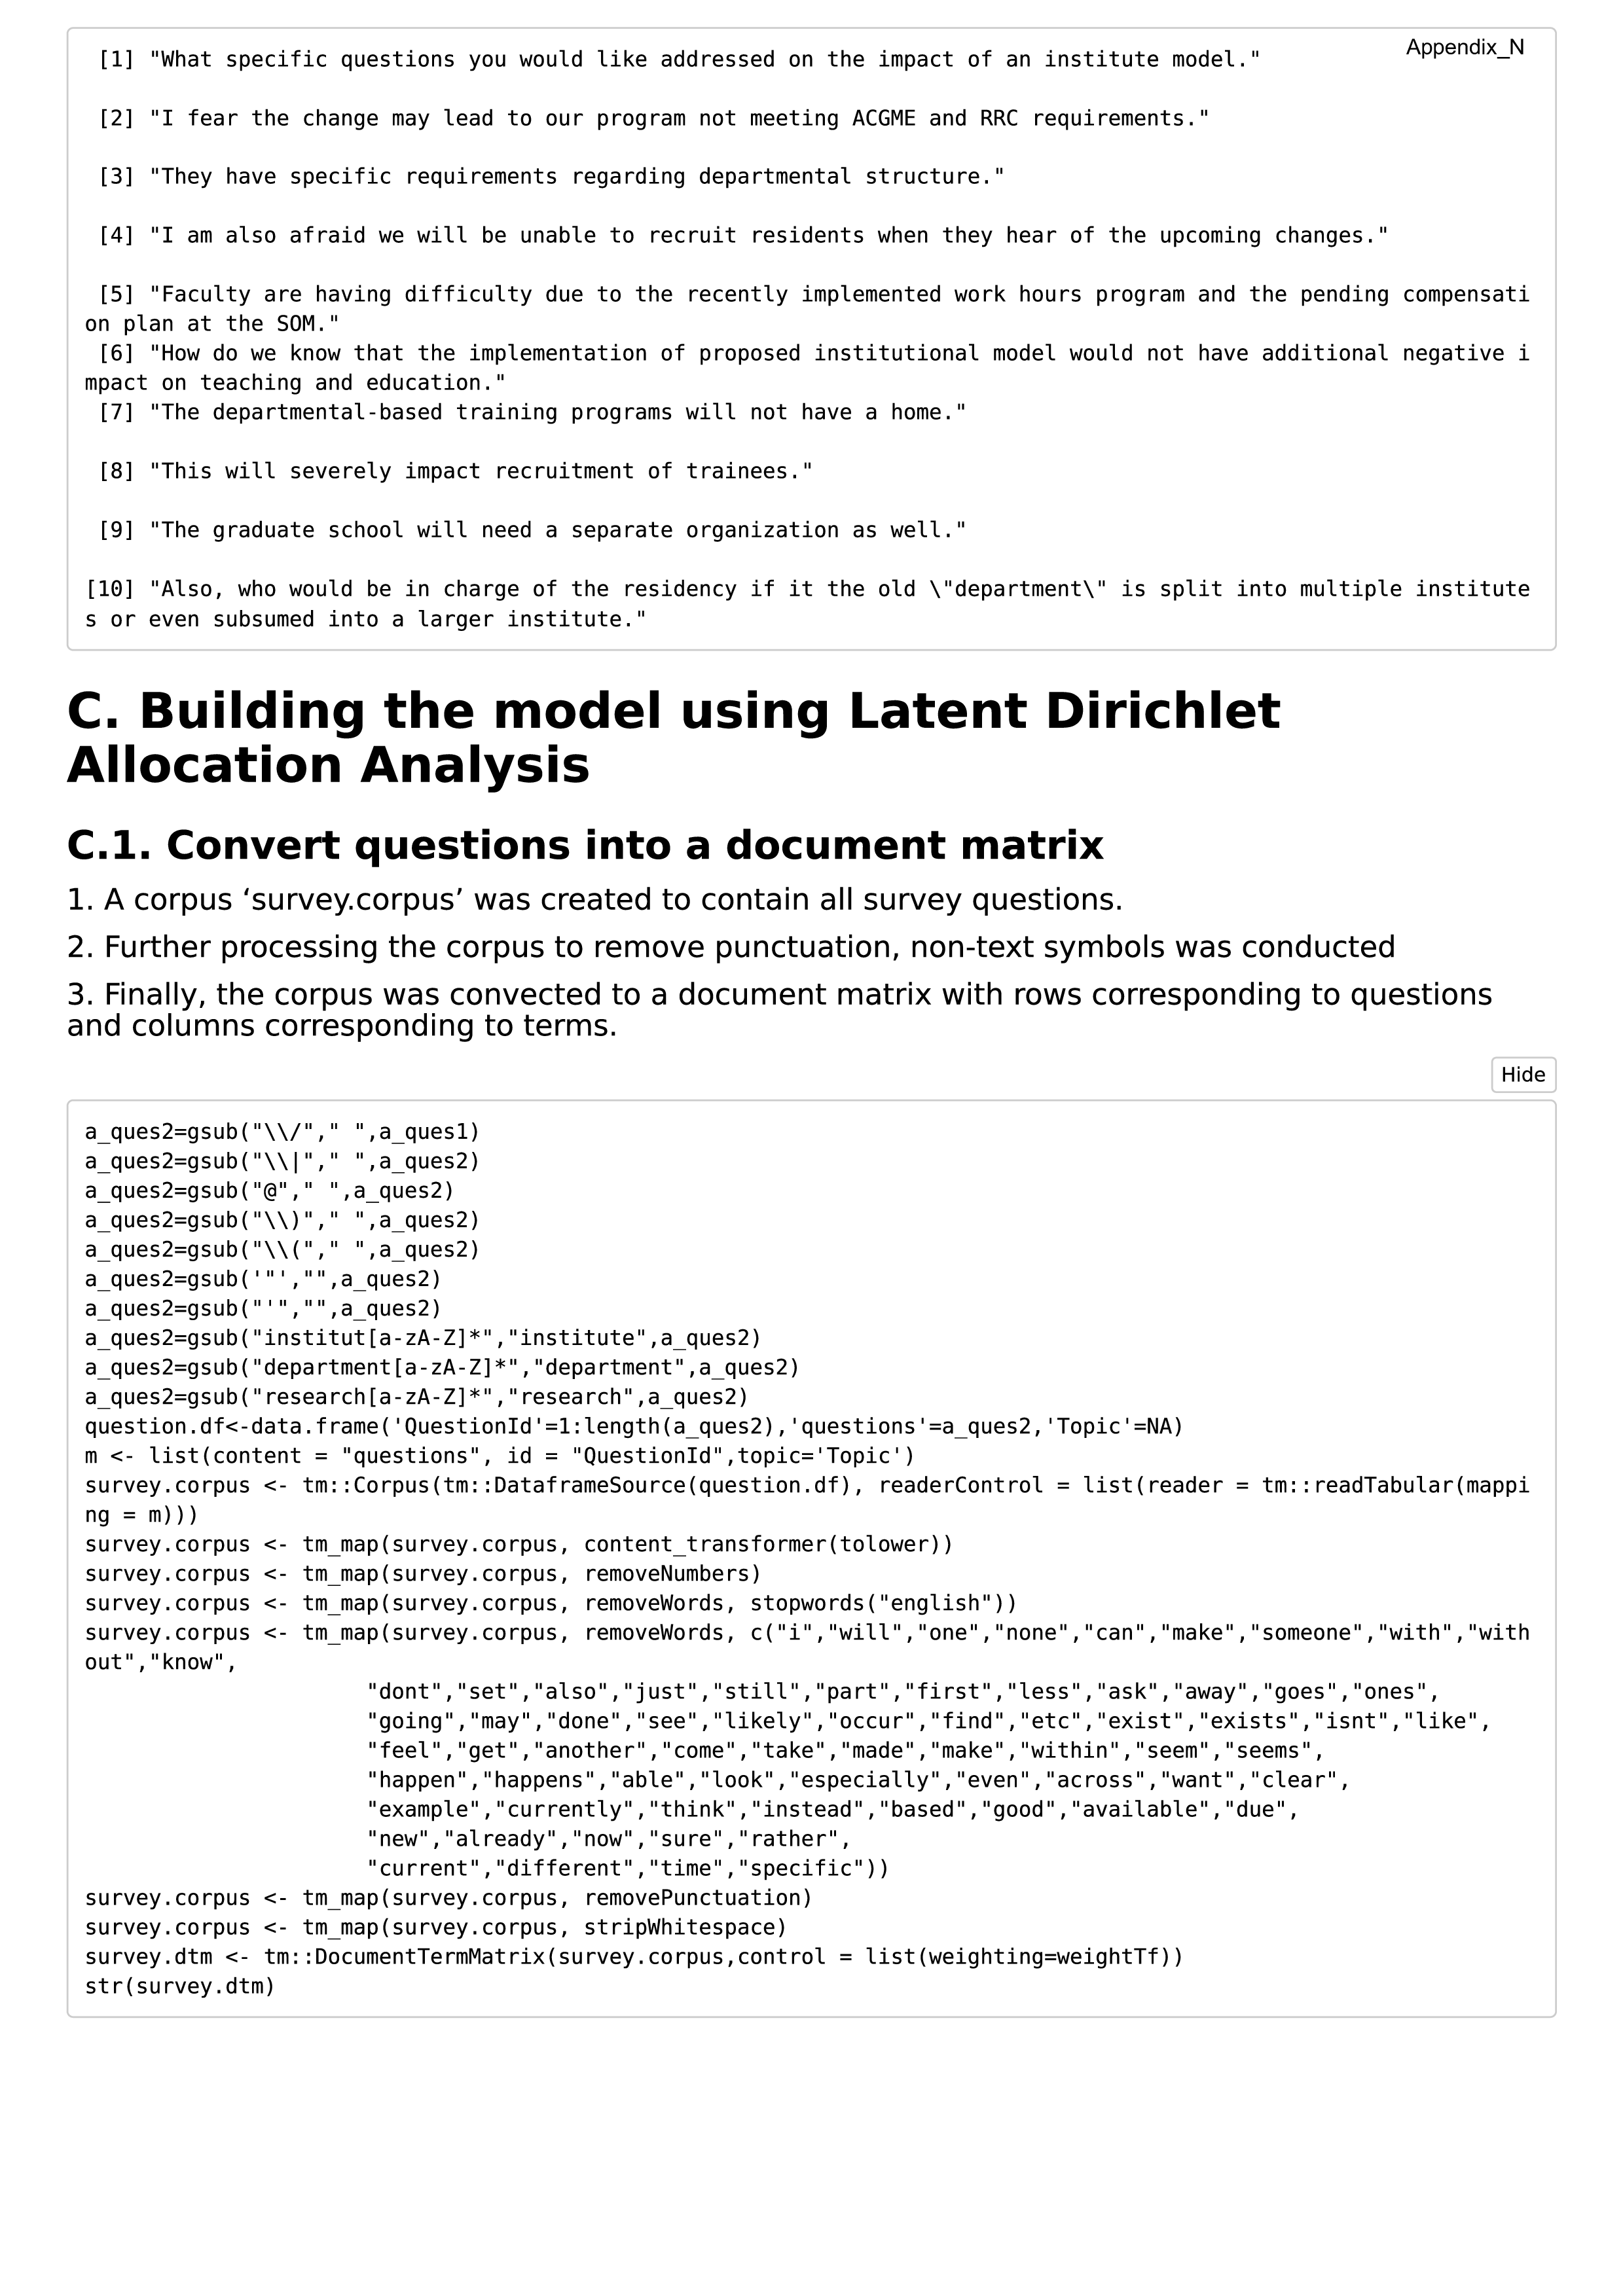 Appendix_N
 [1] "What specific questions you would like addressed on the impact of an institute model."
 [2] "I fear the change may lead to our program not meeting ACGME and RRC requirements."
 [3] "They have specific requirements regarding departmental structure."
 [4] "I am also afraid we will be unable to recruit residents when they hear of the upcoming changes."
 [5] "Faculty are having difficulty due to the recently implemented work hours program and the pending compensati
on plan at the SOM."
 [6] "How do we know that the implementation of proposed institutional model would not have additional negative i
mpact on teaching and education."
 [7] "The departmental-based training programs will not have a home."
 [8] "This will severely impact recruitment of trainees."
 [9] "The graduate school will need a separate organization as well."
[10] "Also, who would be in charge of the residency if it the old \"department\" is split into multiple institute
s or even subsumed into a larger institute."
C. Building the model using Latent Dirichlet
Allocation Analysis
C.1. Convert questions into a document matrix
1. A corpus ‘survey.corpus’ was created to contain all survey questions.
2. Further processing the corpus to remove punctuation, non-text symbols was conducted
3. Finally, the corpus was convected to a document matrix with rows corresponding to questions
and columns corresponding to terms.
Hide
a_ques2=gsub("\\/"," ",a_ques1)
a_ques2=gsub("\\|"," ",a_ques2)
a_ques2=gsub("@"," ",a_ques2)
a_ques2=gsub("\\)"," ",a_ques2)
a_ques2=gsub("\\("," ",a_ques2)
a_ques2=gsub('"',"",a_ques2)
a_ques2=gsub("'","",a_ques2)
a_ques2=gsub("institut[a-zA-Z]*","institute",a_ques2)
a_ques2=gsub("department[a-zA-Z]*","department",a_ques2)
a_ques2=gsub("research[a-zA-Z]*","research",a_ques2)
question.df<-data.frame('QuestionId'=1:length(a_ques2),'questions'=a_ques2,'Topic'=NA)
m <- list(content = "questions", id = "QuestionId",topic='Topic')
survey.corpus <- tm::Corpus(tm::DataframeSource(question.df), readerControl = list(reader = tm::readTabular(mappi
ng = m)))
survey.corpus <- tm_map(survey.corpus, content_transformer(tolower))
survey.corpus <- tm_map(survey.corpus, removeNumbers)
survey.corpus <- tm_map(survey.corpus, removeWords, stopwords("english"))
survey.corpus <- tm_map(survey.corpus, removeWords, c("i","will","one","none","can","make","someone","with","with
out","know",
                      "dont","set","also","just","still","part","first","less","ask","away","goes","ones",
                      "going","may","done","see","likely","occur","find","etc","exist","exists","isnt","like",
                      "feel","get","another","come","take","made","make","within","seem","seems",
                      "happen","happens","able","look","especially","even","across","want","clear",
                      "example","currently","think","instead","based","good","available","due",
                      "new","already","now","sure","rather",
                      "current","different","time","specific"))
survey.corpus <- tm_map(survey.corpus, removePunctuation)
survey.corpus <- tm_map(survey.corpus, stripWhitespace)
survey.dtm <- tm::DocumentTermMatrix(survey.corpus,control = list(weighting=weightTf))
str(survey.dtm)